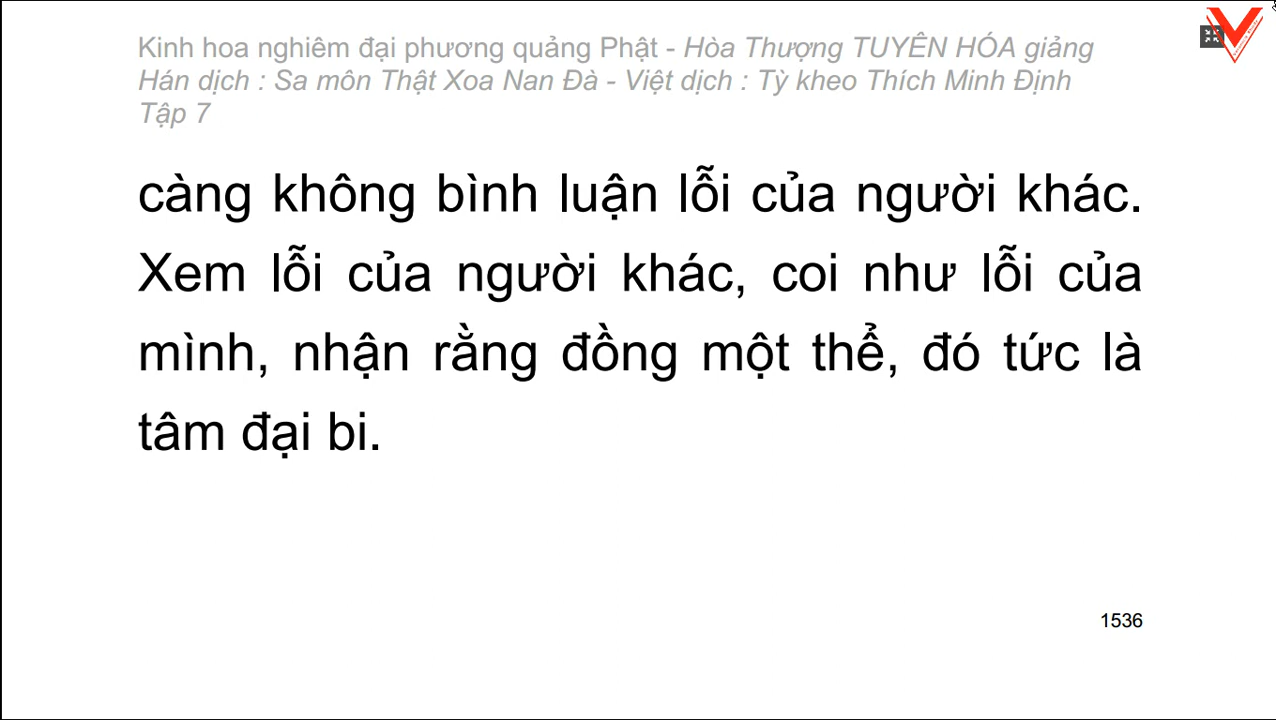 Kinh hoa nghiêm đại phương quảng Phật - Hòa Thượng TUYÊN HÓA giảng
Hán dịch : Sa môn Thật Xoa Nan Đà - Việt dịch : Tỳ kheo Thích Minh Định
Tập 7
càng không bình luận lỗi của người khác.
Xem lỗi của người khác, coi như lỗi của
mình, nhận rằng đồng một thể, đó tức là
tâm đại bi.
1536